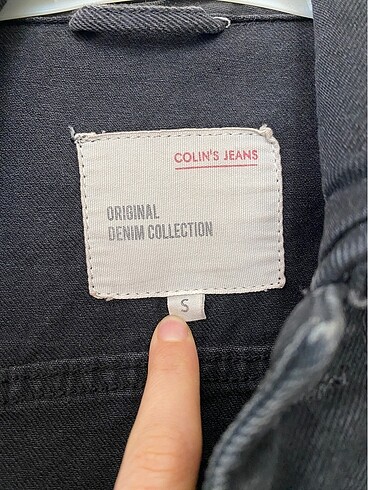 COLIN'S JEANS
ORIGINAL
DENIM COLLECTION
S